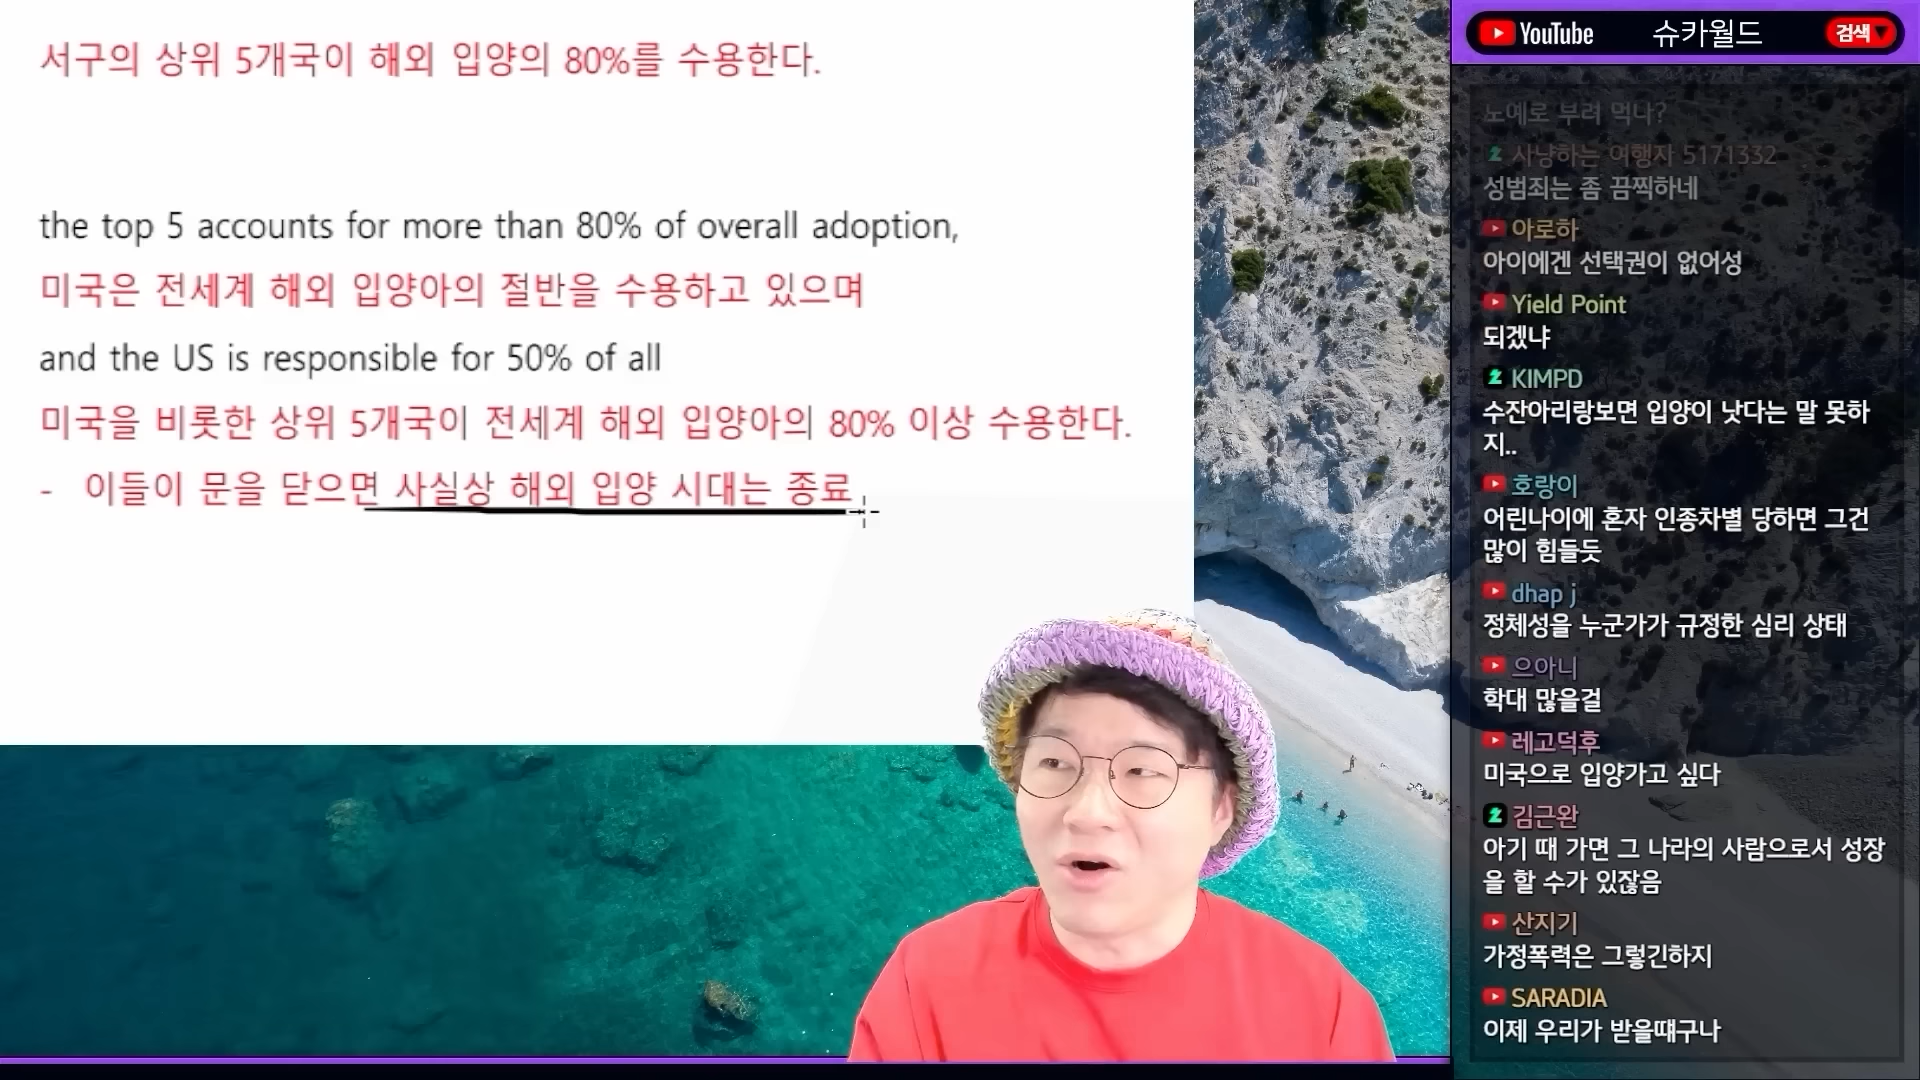 서구의 상위 5개국이 해외 입양의 80%를 수용한다.
the top 5 accounts for more than 80% of overall adoption,
미국은 전세계 해외 입양아의 절반을 수용하고 있으며
and the US is responsible for 50% of all
미국을 비롯한 상위 5개국이 전세계 해외 입양아의 80% 이상 수용한다.
- 이들이 문을 닫으면 사실상 해외 입양 시대는 종료
YouTube 슈카월드 검색
노예로 부려 먹나?
사냥하는 여행자 5171332
성범죄는 좀 끔찍하네
아로하
아이에겐 선택권이 없어성
Yield Point
되겠냐
KIMPD
수잔아리랑보면 입양이 낫다는 말 못하
지..
호랑이
어린나이에 혼자 인종차별 당하면 그건
많이 힘들듯
dhap j
정체성을 누군가가 규정한 심리 상태
으아니
학대 많을걸
레고덕후
미국으로 입양가고 싶다
김근완
아기 때 가면 그 나라의 사람으로서 성장
을 할 수가 있잖음
산지기
가정폭력은 그렇긴하지
SARADIA
이제 우리가 받을떄구나